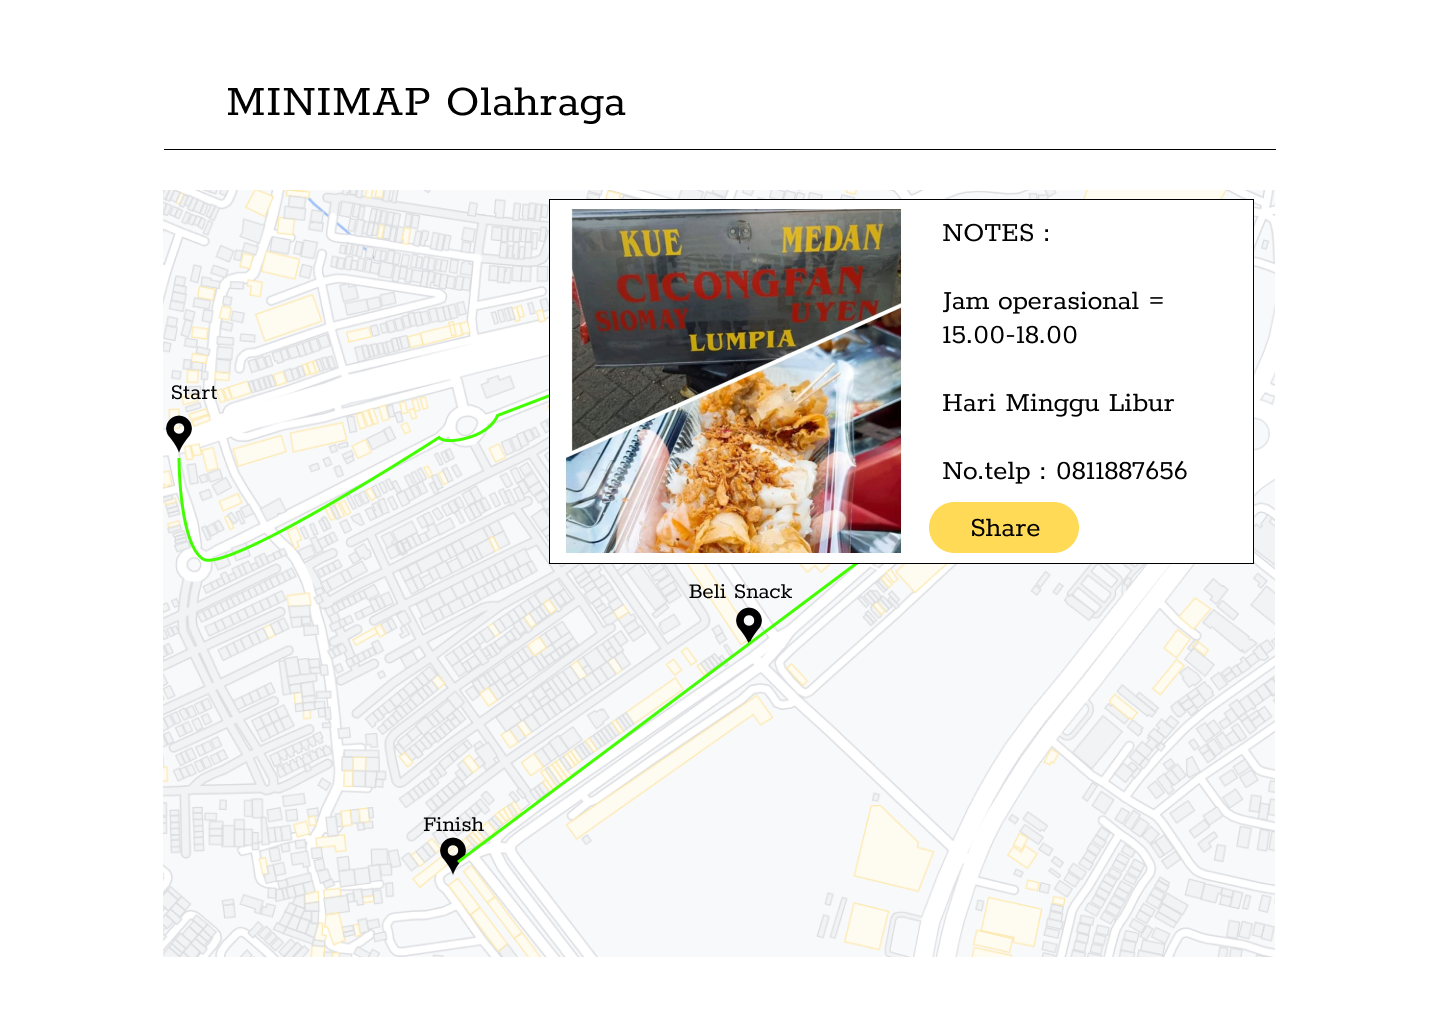 MINIMAP Olahraga
KUE MEDAN
CICONGFAN
SIOMAY UYEN
LUMPIA
NOTES :
Jam operasional =
15.00-18.00
Hari Minggu Libur
No.telp : 0811887656
Share
Start
Beli Snack
Finish